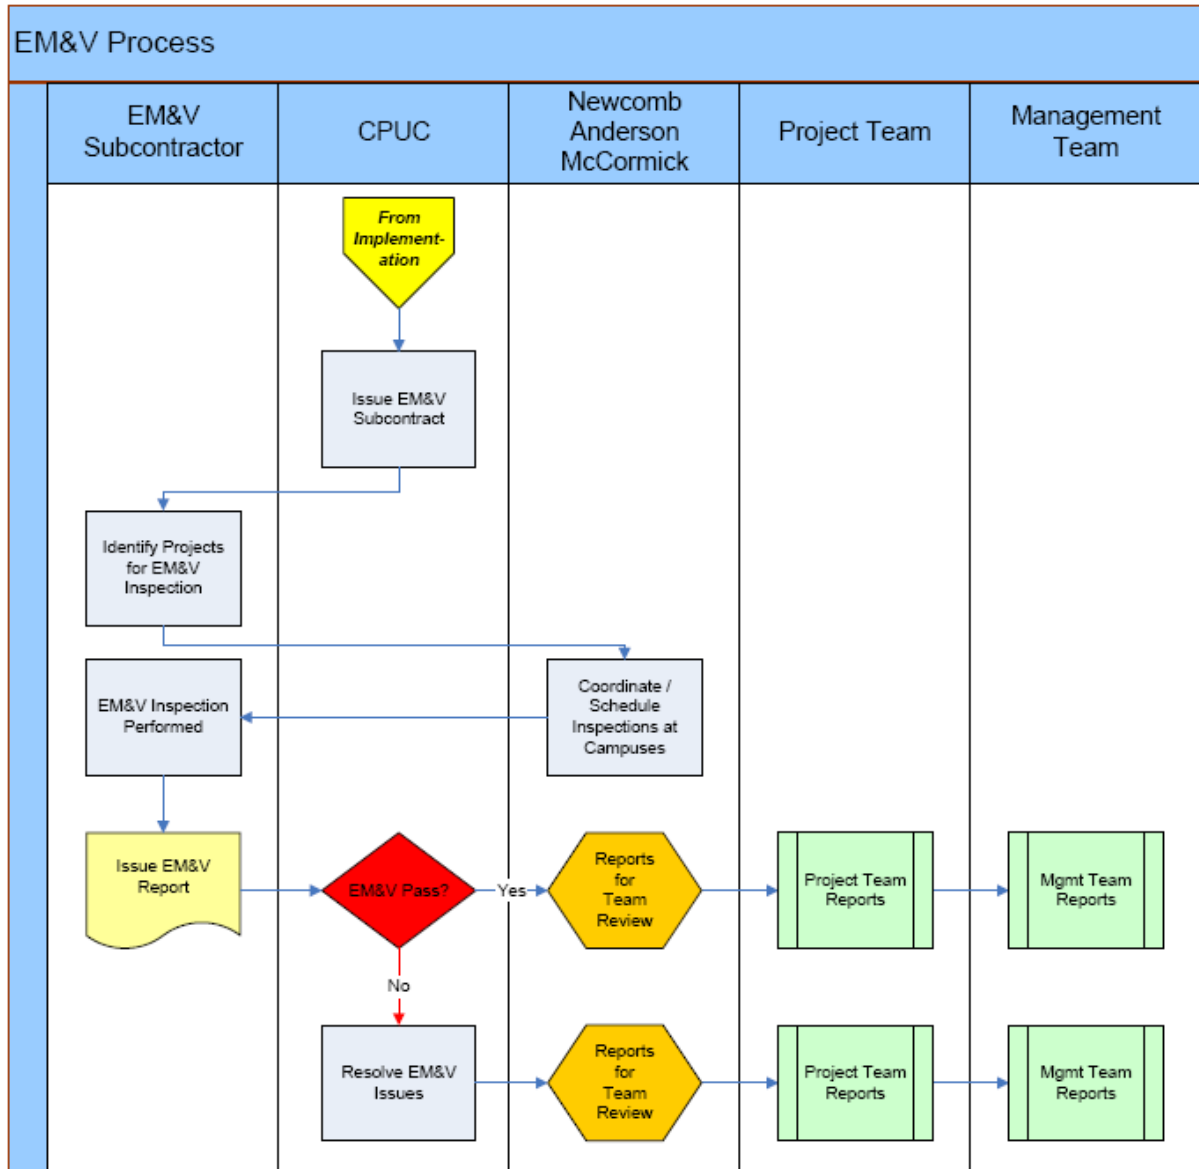 EM&V Process
EM&V
Subcontractor
CPUC
Newcomb
Anderson
McCormick
Project Team
Management
Team
From
Implement-
ation
Issue EM&V
Subcontract
Identify Projects
for EM&V
Inspection
EM&V Inspection
Performed
Coordinate /
Schedule
Inspections at
Campuses
Issue EM&V
Report
EM&V Pass?
Yes
Reports
for
Team
Review
Project Team
Reports
Mgmt Team
Reports
No
Resolve EM&V
Issues
Reports
for
Team
Review
Project Team
Reports
Mgmt Team
Reports